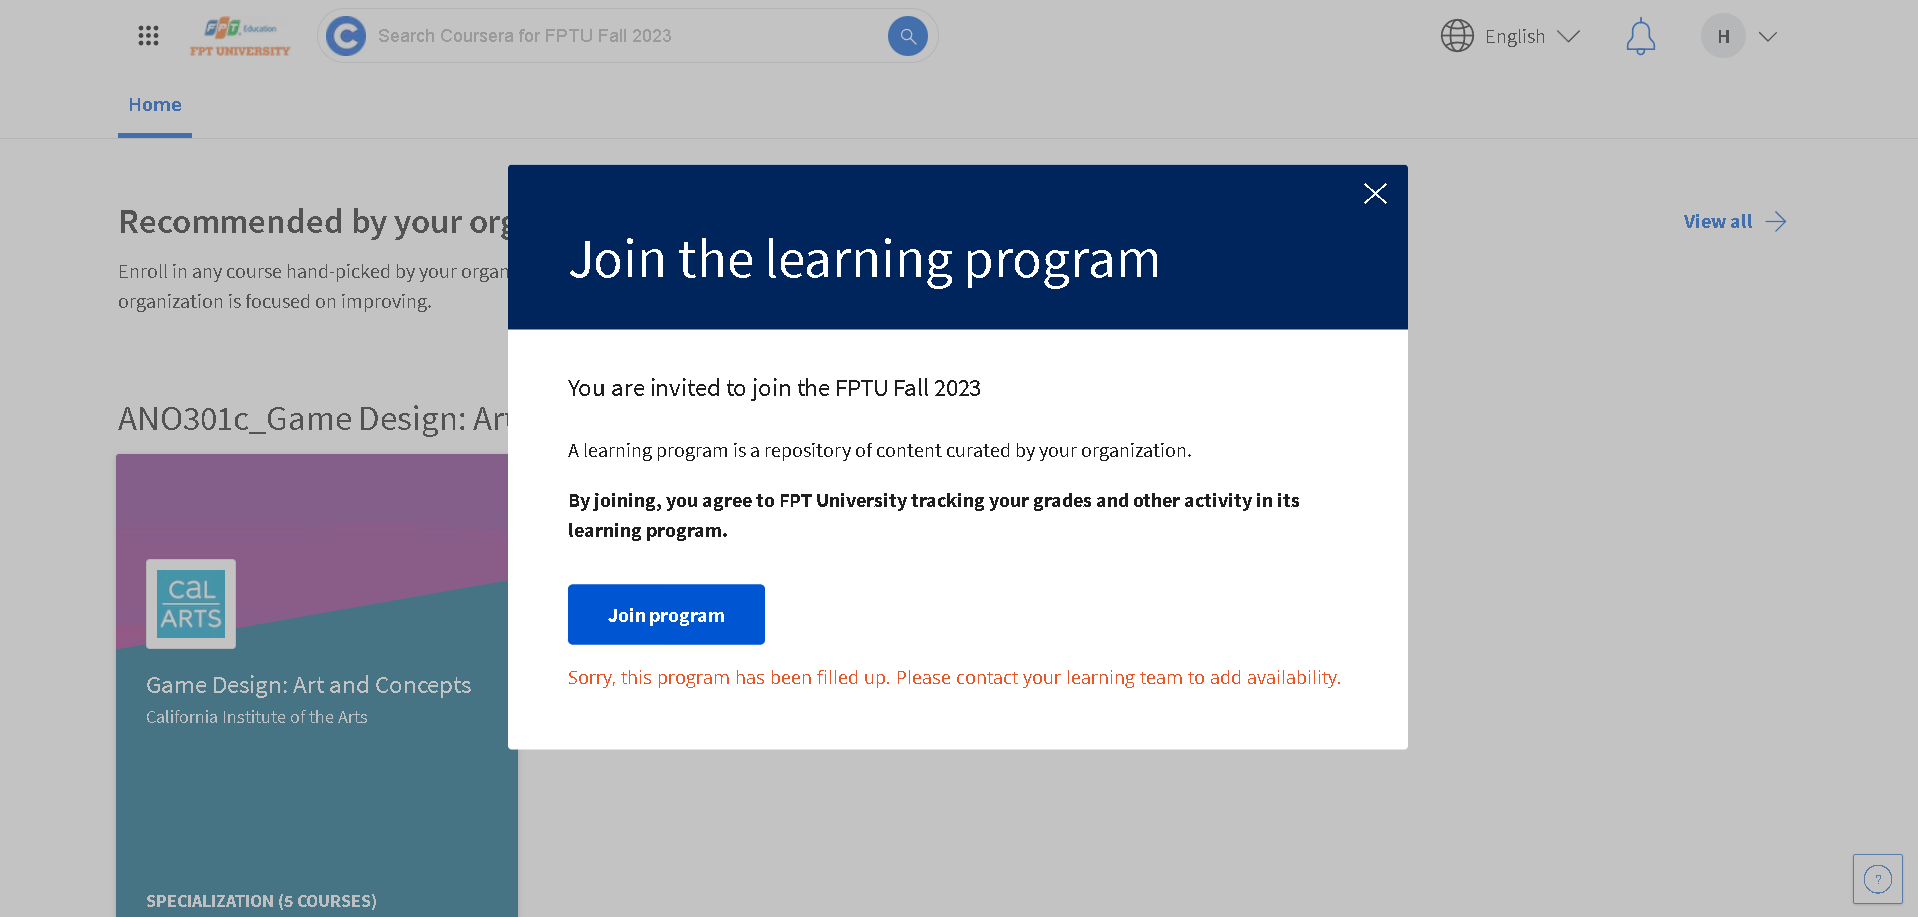 FPT Education
FPT UNIVERSITY
C
Search Coursera for FPTU Fall 2023
English
H
Home
Recommended by your org
View all
Enroll in any course hand-picked by your organ
organization is focused on improving.
ANO301c_Game Design: Art
Cal
ARTS
Game Design: Art and Concepts
California Institute of the Arts
SPECIALIZATION (5 COURSES)
Join the learning program
You are invited to join the FPTU Fall 2023
A learning program is a repository of content curated by your organization.
By joining, you agree to FPT University tracking your grades and other activity in its
learning program.
Join program
Sorry, this program has been filled up. Please contact your learning team to add availability.
?